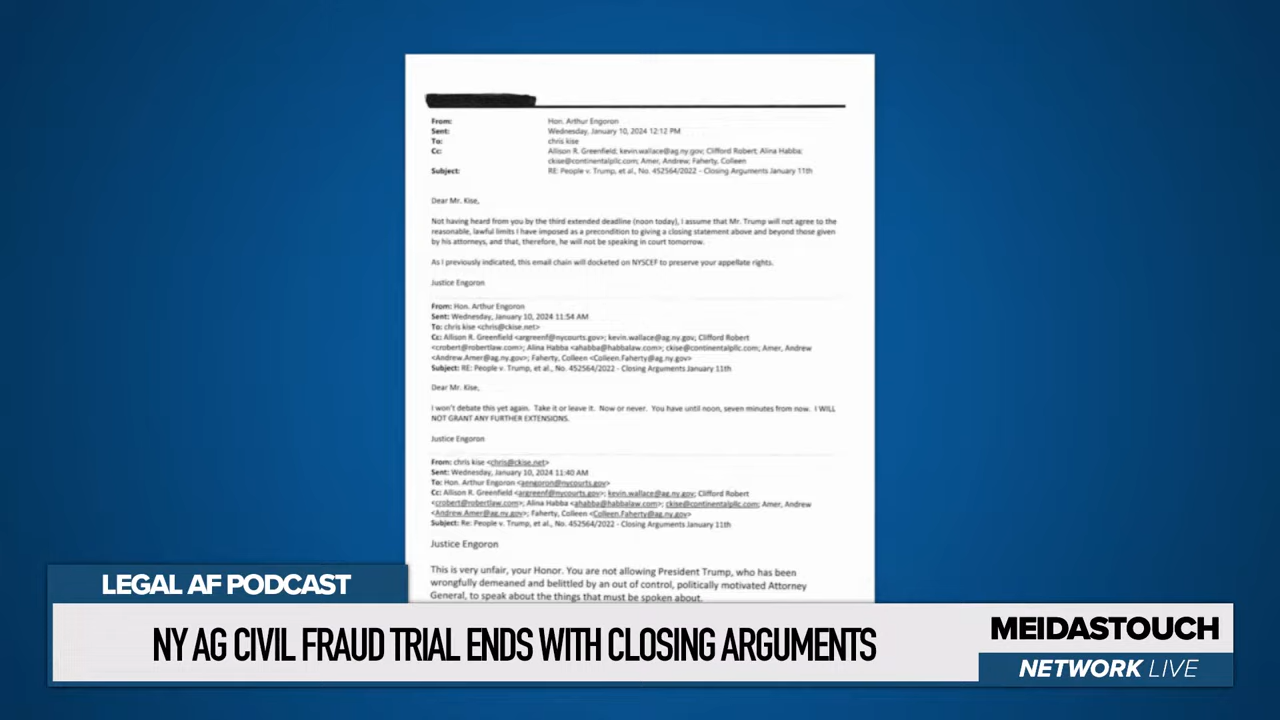 From: Hon. Arthur Engoron
Sent: Wednesday, January 10, 2024 12:12 PM
To: chris kise
Cc: Allison R. Greenfield; kevin.wallace@ag.ny.gov; Clifford Robert; Alina Habba;
ckise@continentalpllc.com; Amer, Andrew; Faherty, Colleen
Subject: RE: People v. Trump, et al., No. 452564/2022 - Closing Arguments January 11th
Dear Mr. Kise,
Not having heard from you by the third extended deadline (noon today), I assume that Mr. Trump will not agree to the
reasonable, lawful limits I have imposed as a precondition to giving a closing statement above and beyond those given
by his attorneys, and that, therefore, he will not be speaking in court tomorrow.
As I previously indicated, this email chain will docketed on NYSCEF to preserve your appellate rights.
Justice Engoron
From: Hon. Arthur Engoron
Sent: Wednesday, January 10, 2024 11:54 AM
To: chris kise <chris@ckise.net>
Cc: Allison R. Greenfield <argreenf@nycourts.gov>; kevin.wallace@ag.ny.gov; Clifford Robert
<crobert@robertlaw.com>; Alina Habba <ahabba@habbalaw.com>; ckise@continentalpllc.com; Amer, Andrew
<Andrew.Amer@ag.ny.gov>; Faherty, Colleen <Colleen.Faherty@ag.ny.gov>
Subject: RE: People v. Trump, et al., No. 452564/2022 - Closing Arguments January 11th
Dear Mr. Kise,
I won't debate this yet again. Take it or leave it. Now or never. You have until noon, seven minutes from now. I WILL
NOT GRANT ANY FURTHER EXTENSIONS.
Justice Engoron
From: chris kise <chris@ckise.net>
Sent: Wednesday, January 10, 2024 11:40 AM
To: Hon. Arthur Engoron <aengoron@nycourts.gov>
Cc: Allison R. Greenfield <argreenf@nycourts.gov>; kevin.wallace@ag.ny.gov; Clifford Robert
<crobert@robertlaw.com>; Alina Habba <ahabba@habbalaw.com>; ckise@continentalpllc.com; Amer, Andrew
<Andrew.Amer@ag.ny.gov>; Faherty, Colleen <Colleen.Faherty@ag.ny.gov>
Subject: Re: People v. Trump, et al., No. 452564/2022 - Closing Arguments January 11th
Justice Engoron
This is very unfair, your Honor. You are not allowing President Trump, who has been
wrongfully demeaned and belittled by an out of control, politically motivated Attorney
General, to speak about the things that must be spoken about.
LEGAL AF PODCAST
NY AG CIVIL FRAUD TRIAL ENDS WITH CLOSING ARGUMENTS
MEIDASTOUCH
NETWORK LIVE